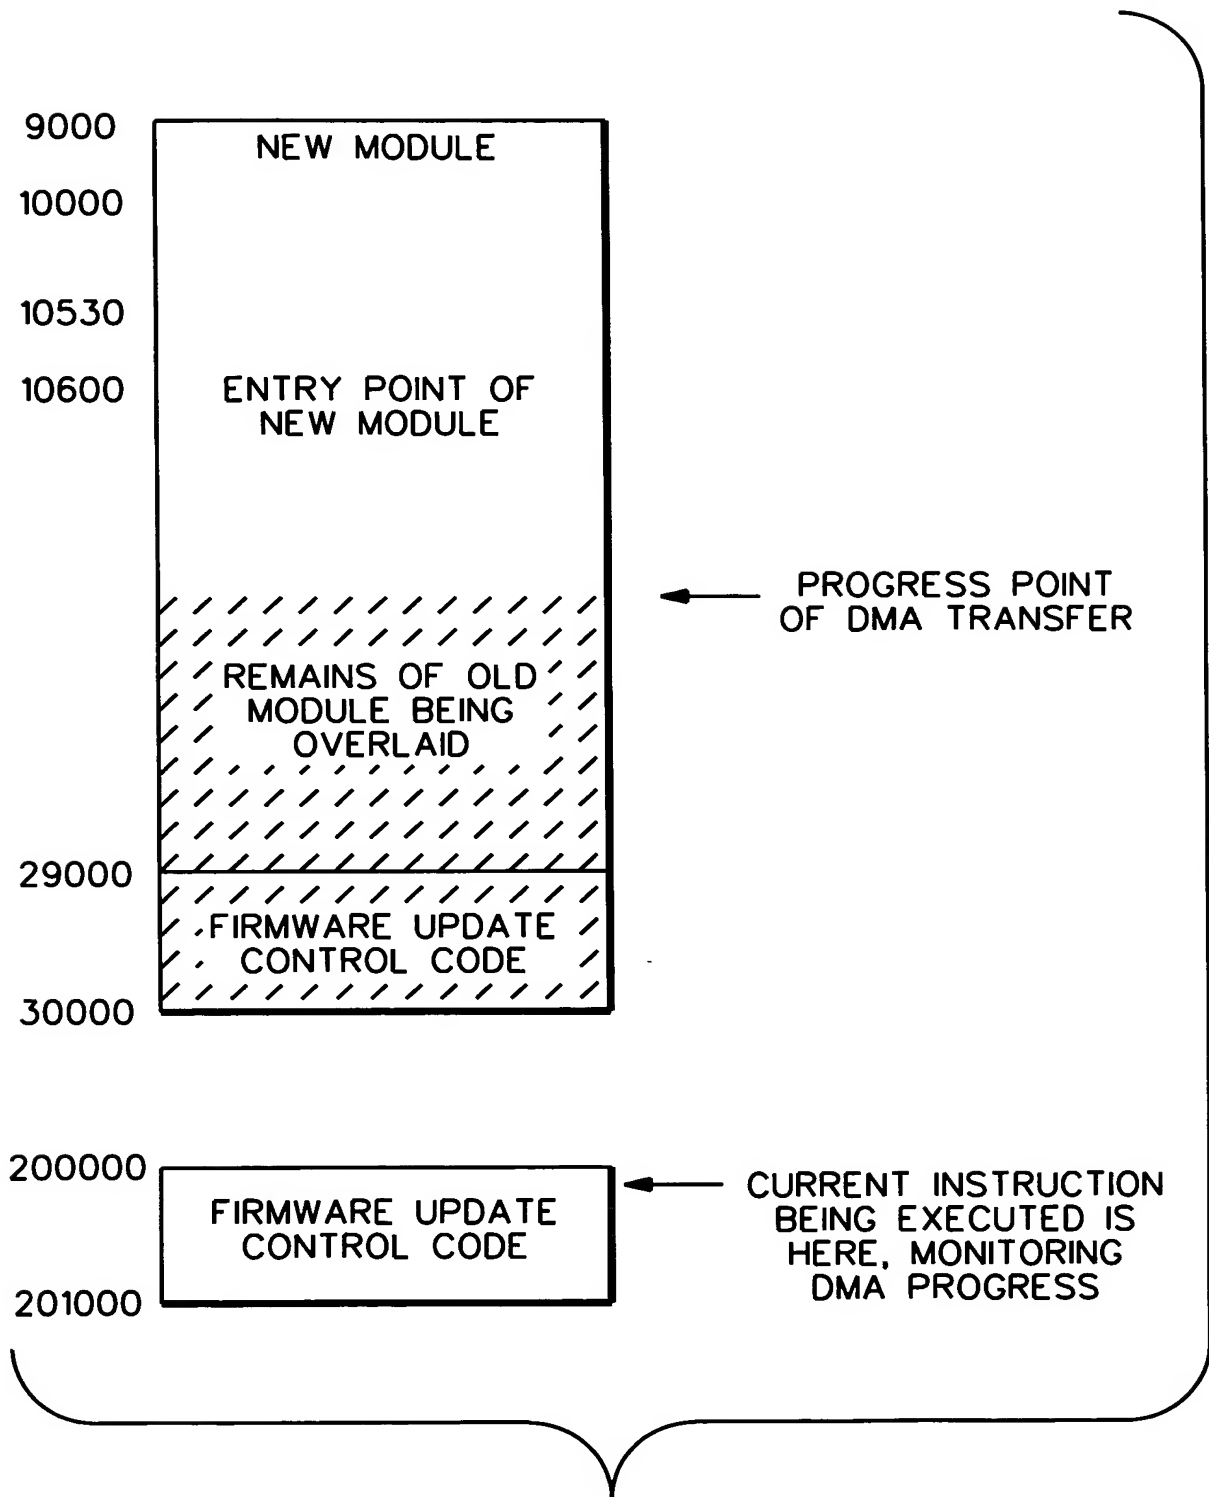 9000
NEW MODULE
10000
10530
10600
ENTRY POINT OF
NEW MODULE
PROGRESS POINT
OF DMA TRANSFER
REMAINS OF OLD
MODULE BEING
OVERLAID
29000
FIRMWARE UPDATE
CONTROL CODE
30000
200000
FIRMWARE UPDATE
CONTROL CODE
201000
CURRENT INSTRUCTION
BEING EXECUTED IS
HERE, MONITORING
DMA PROGRESS